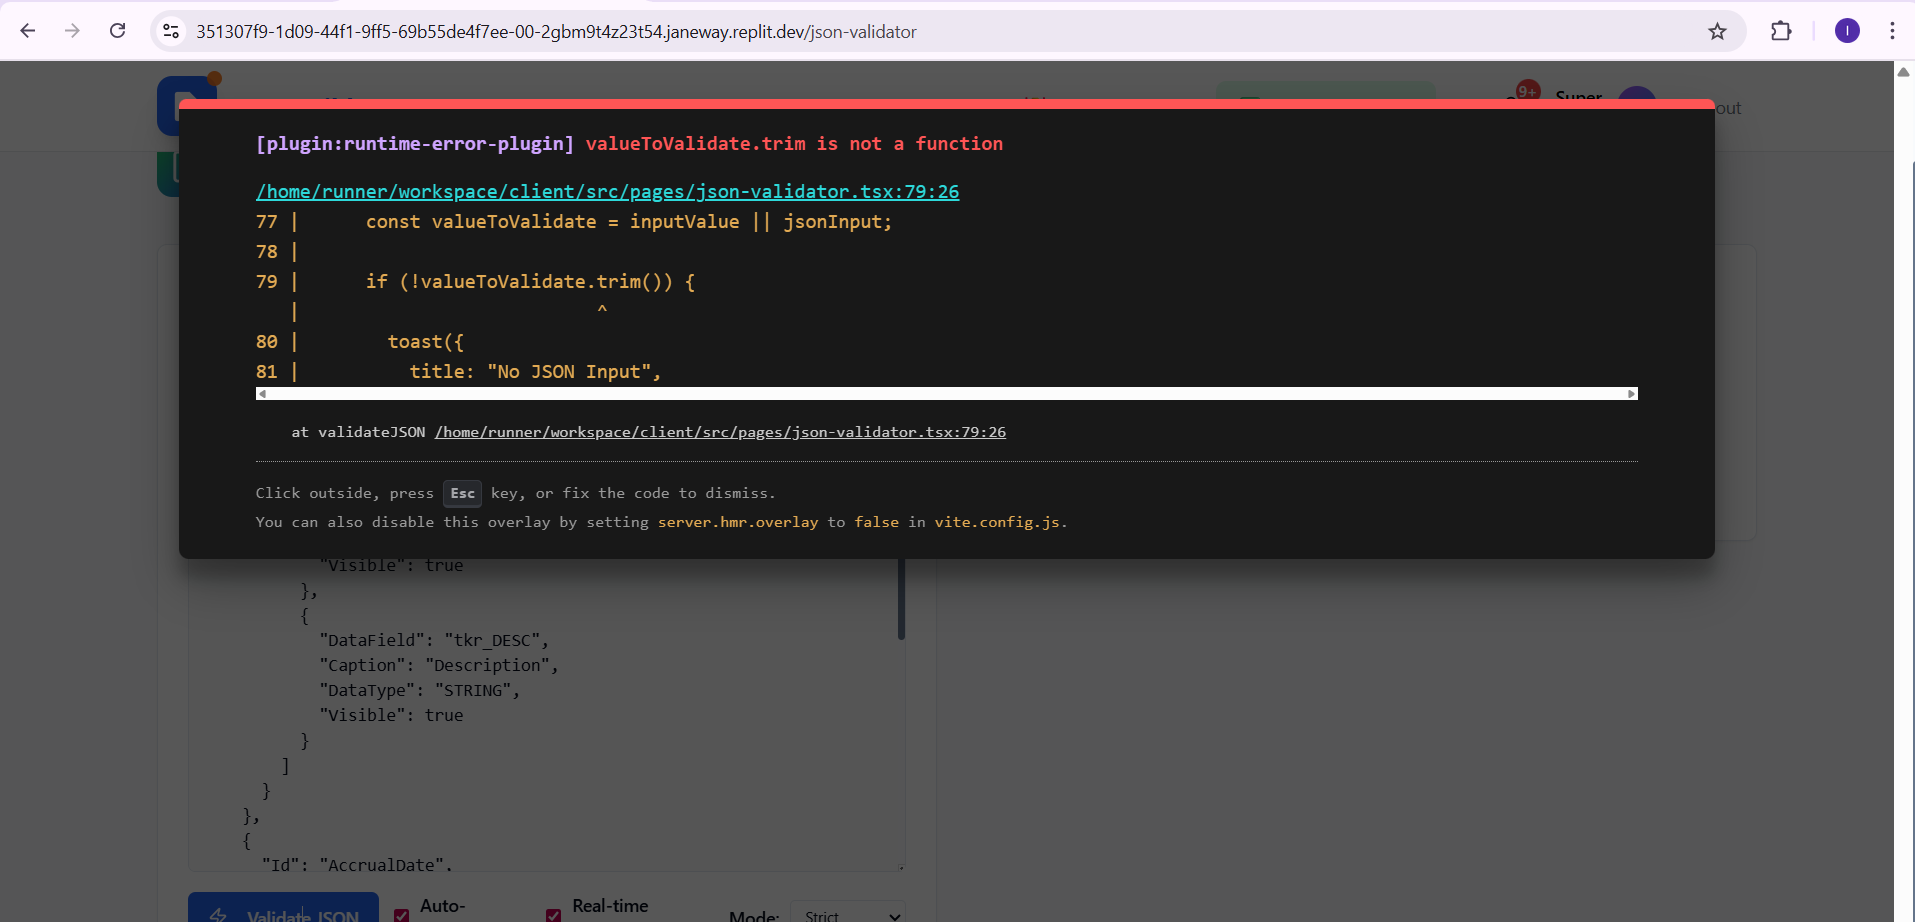 351307f9-1d09-44f1-9ff5-69b55de4f7ee-00-2gbm9t4z23t54.janeway.replit.dev/json-validator
I
9+
Super
out
[plugin:runtime-error-plugin] valueToValidate.trim is not a function
/home/runner/workspace/client/src/pages/json-validator.tsx:79:26
77 |      const valueToValidate = inputValue || jsonInput;
78 |
79 |      if (!valueToValidate.trim()) {
   |                           ^
80 |        toast({
81 |          title: "No JSON Input",
at validateJSON /home/runner/workspace/client/src/pages/json-validator.tsx:79:26
Click outside, press Esc key, or fix the code to dismiss.
You can also disable this overlay by setting server.hmr.overlay to false in vite.config.js.
"Visible": true
},
{
"DataField": "tkr_DESC",
"Caption": "Description",
"DataType": "STRING",
"Visible": true
}
]
}
},
{
"Id": "AccrualDate",
Validate JSON
Auto-
Real-time
Mode:
Strict